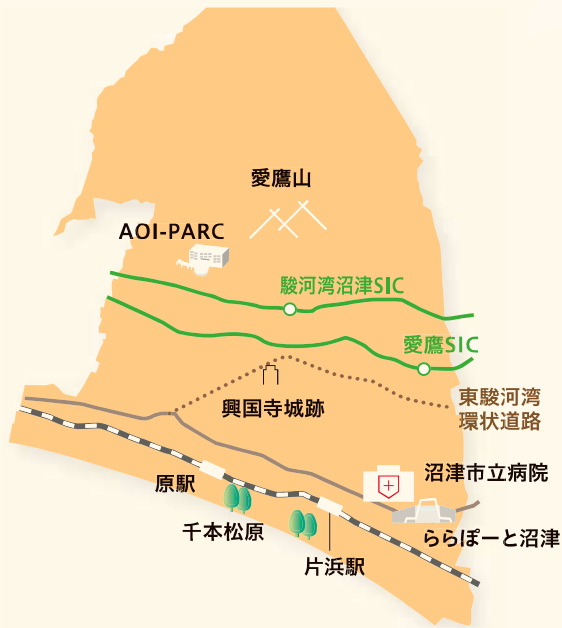 愛鷹山
AOI-PARC
駿河湾沼津SIC
愛鷹SIC
東駿河湾
環状道路
興国寺城跡
沼津市立病院
原駅
千本松原
ららぽーと沼津
片浜駅